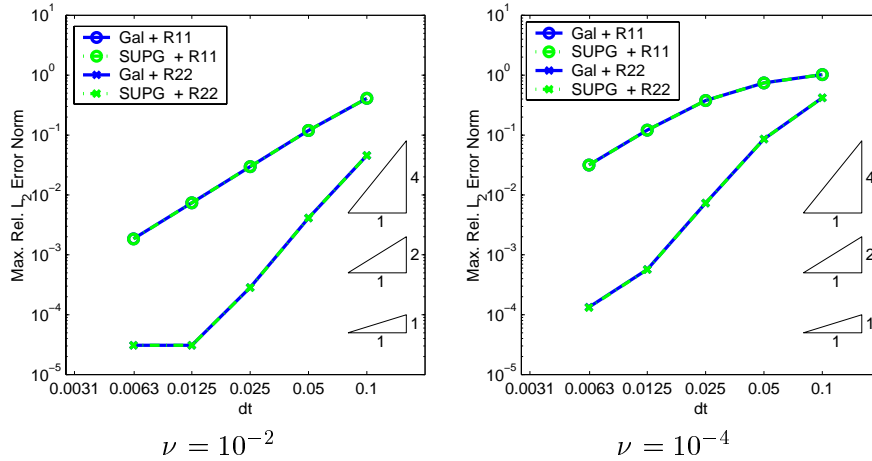 Gal + R11
SUPG + R11
Gal + R22
SUPG + R22
Max. Rel. L2 Error Norm
10^0
10^-1
10^-2
10^-3
10^-4
10^-5
4
1
2
1
1
1
0.0031 0.0063 0.0125 0.025 0.05 0.1
dt
ν = 10^-2
Gal + R11
SUPG + R11
Gal + R22
SUPG + R22
Max. Rel. L2 Error Norm
10^0
10^-1
10^-2
10^-3
10^-4
10^-5
4
1
2
1
1
1
0.0031 0.0063 0.0125 0.025 0.05 0.1
dt
ν = 10^-4